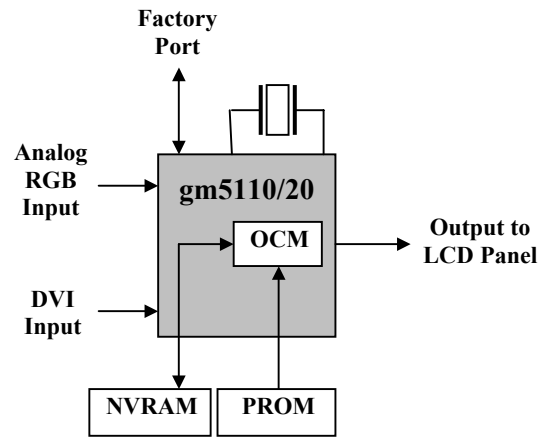 Factory
Port
Analog
RGB
Input
gm5110/20
OCM
Output to
LCD Panel
DVI
Input
NVRAM
PROM